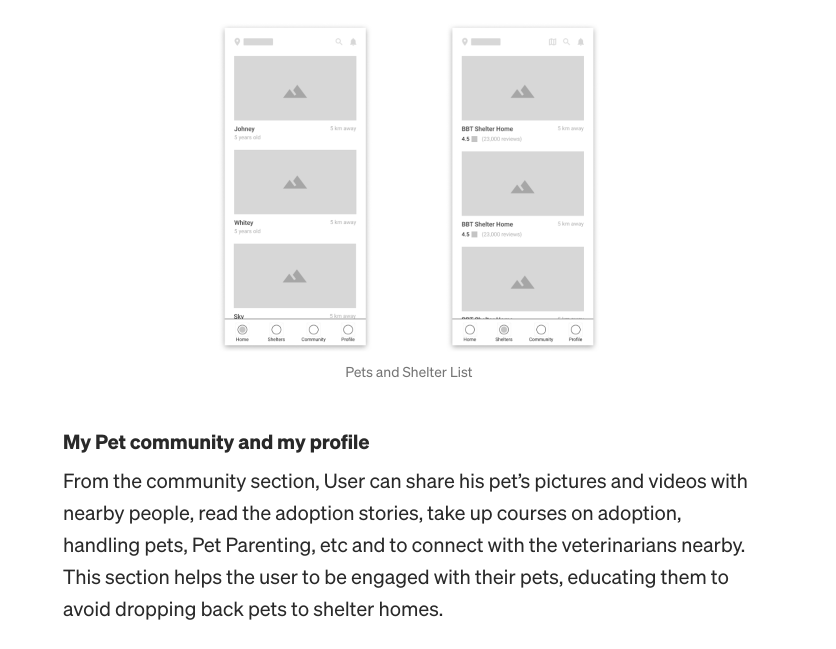 Johney 5 km away
5 years old
Whitey 5 km away
5 years old
Sky 5 km away
Home Shelters Community Profile
BBT Shelter Home 5 km away
4.5 (23,000 reviews)
BBT Shelter Home 5 km away
4.5 (23,000 reviews)
BBT Shelter Home 5 km away
Home Shelters Community Profile
Pets and Shelter List
My Pet community and my profile
From the community section, User can share his pet’s pictures and videos with
nearby people, read the adoption stories, take up courses on adoption,
handling pets, Pet Parenting, etc and to connect with the veterinarians nearby.
This section helps the user to be engaged with their pets, educating them to
avoid dropping back pets to shelter homes.